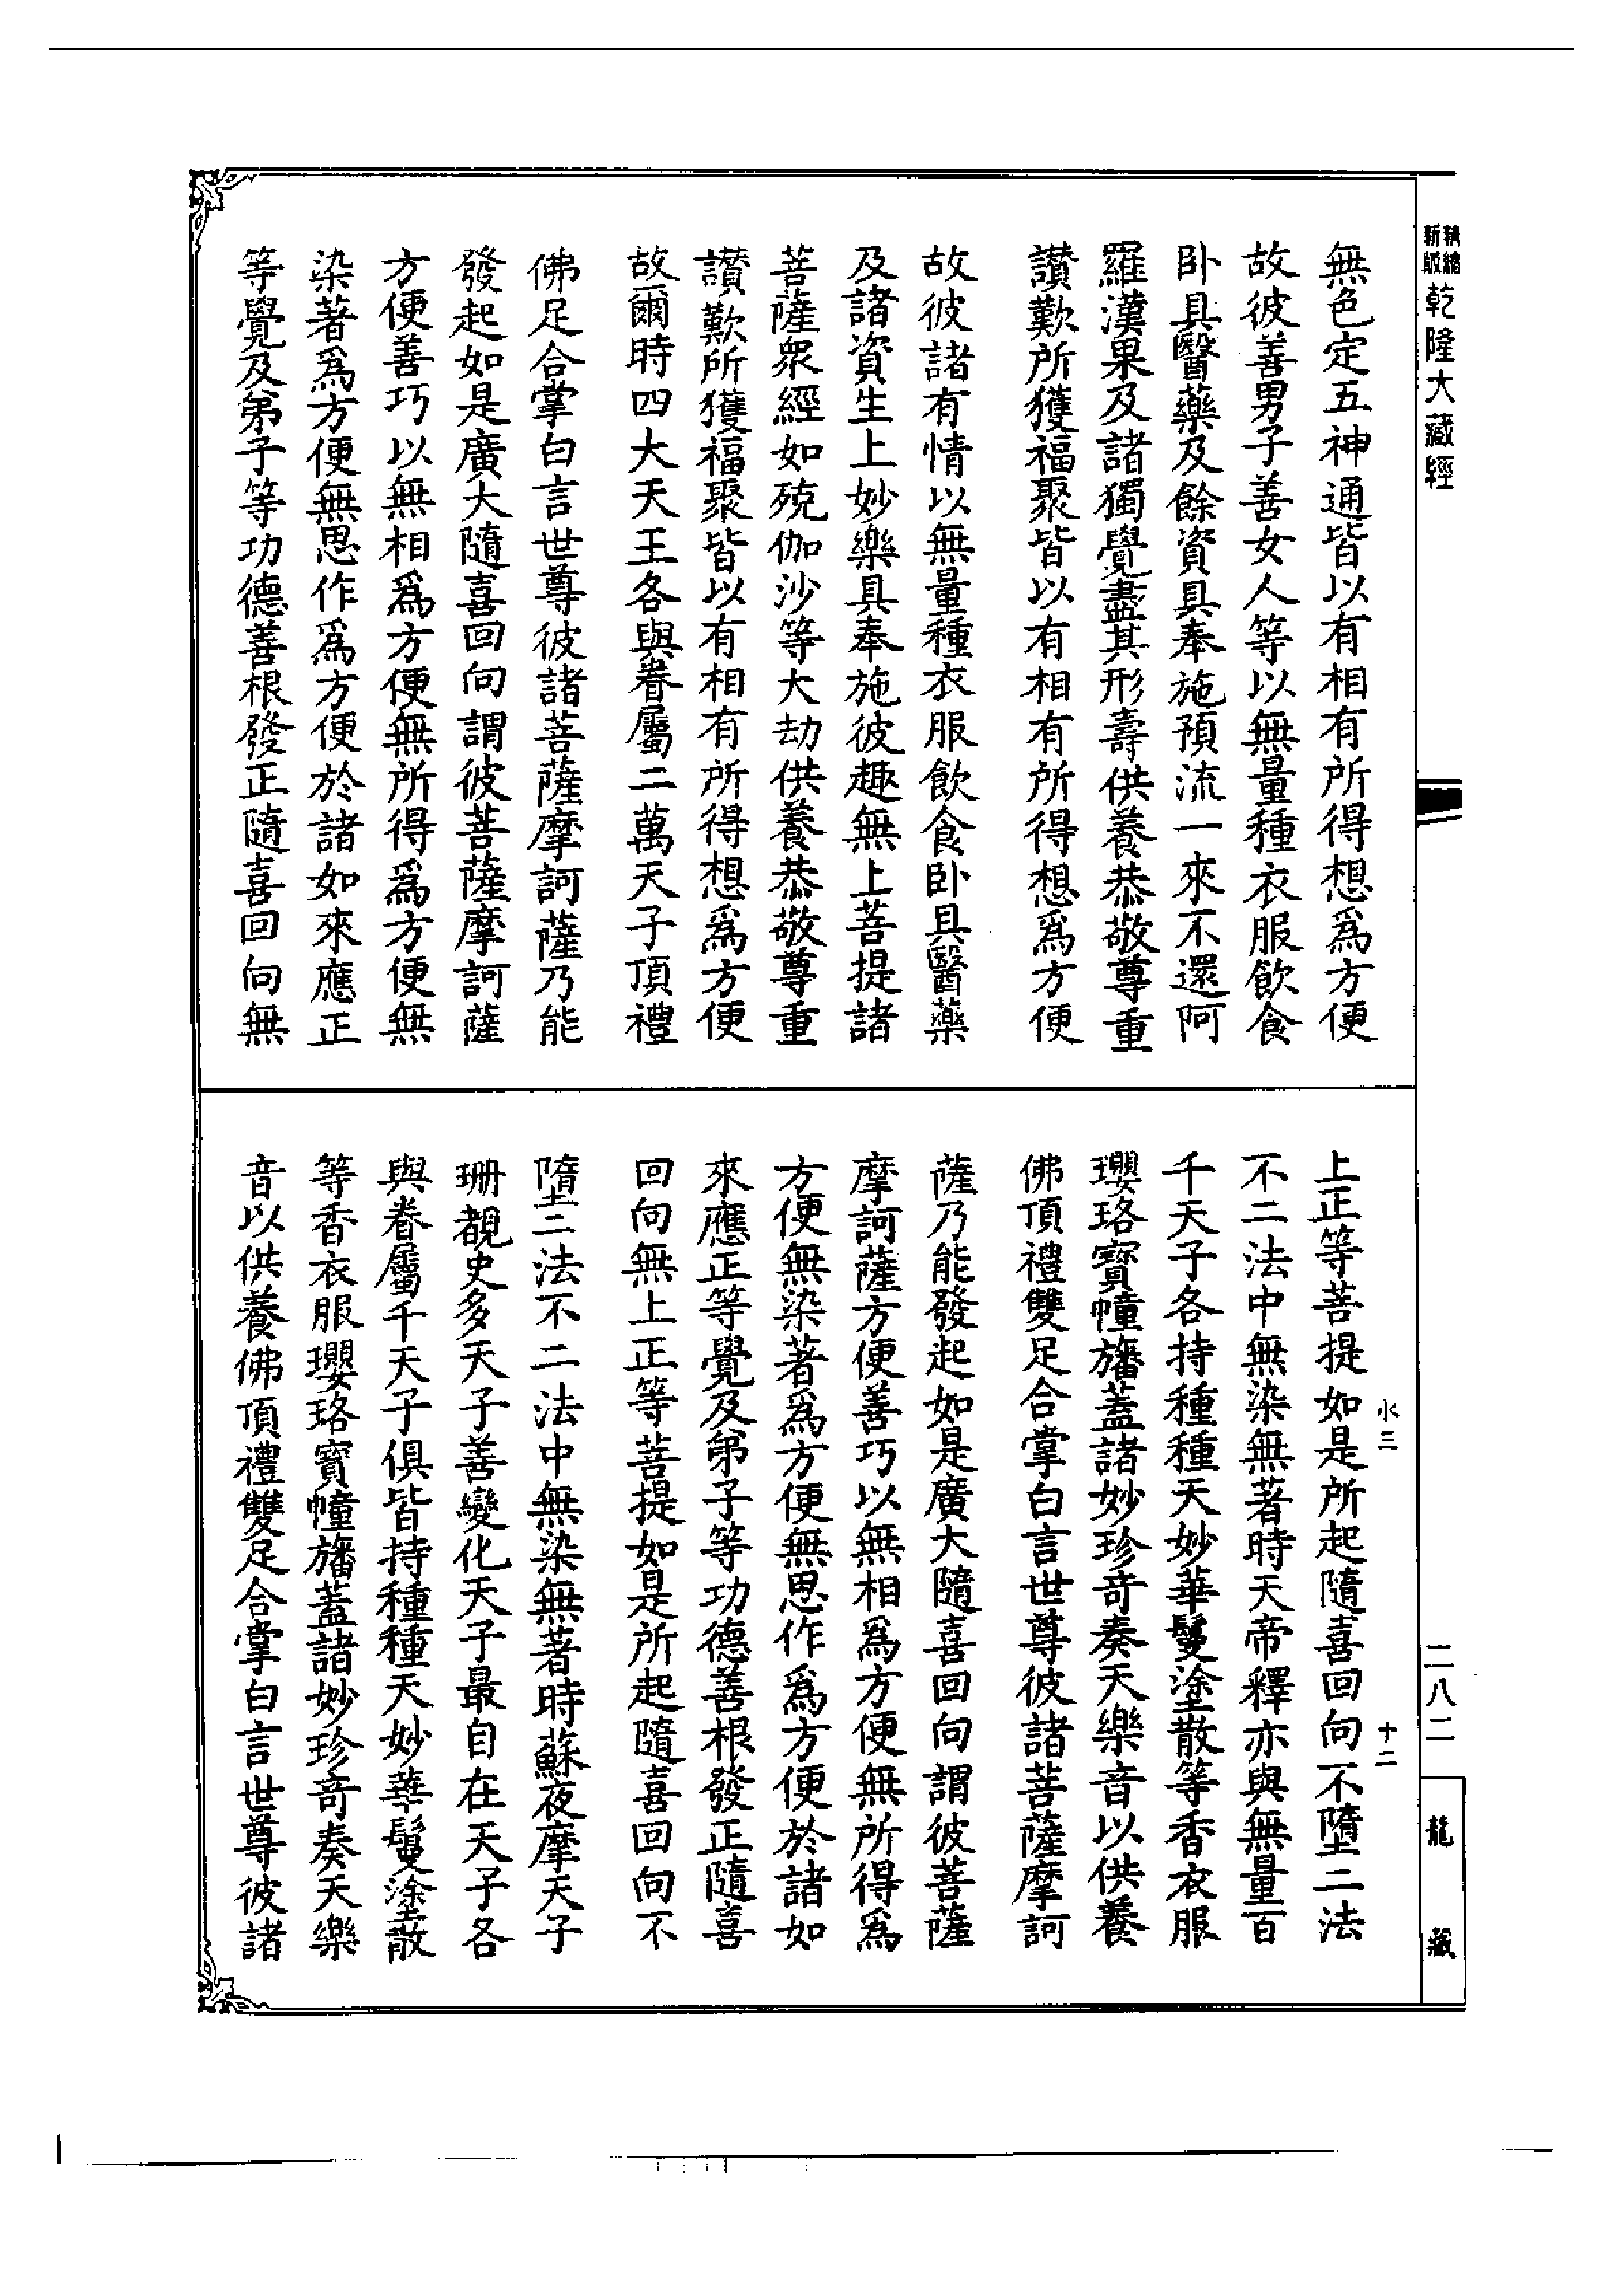 新版精縮乾隆大藏經
無色定五神通皆以有相有所得想爲方便
故彼善男子善女人等以無量種衣服飲食
卧具醫藥及餘資具奉施預流一來不還阿
羅漢果及諸獨覺盡其形壽供養恭敬尊重
讃歎所獲福聚皆以有相有所得想爲方便
故彼諸有情以無量種衣服飲食卧具醫藥
及諸資生上妙樂具奉施彼趣無上菩提諸
菩薩衆經如殑伽沙等大劫供養恭敬尊重
讃歎所獲福聚皆以有相有所得想爲方便
故爾時四大天王各與眷屬二萬天子頂禮
佛足合掌白言世尊彼諸菩薩摩訶薩乃能
發起如是廣大隨喜回向謂彼菩薩摩訶薩
方便善巧以無相爲方便無所得爲方便無
染著爲方便無思作爲方便於諸如來應正
等覺及弟子等功德善根發正隨喜回向無
上正等菩提如是所起隨喜回向不墮二法
不二法中無染無著時天帝釋亦與無量百
千天子各持種種天妙華鬘塗散等香衣服
瓔珞寶幢旛蓋諸妙珍奇奏天樂音以供養
佛頂禮雙足合掌白言世尊彼諸菩薩摩訶
薩乃能發起如是廣大隨喜回向謂彼菩薩
摩訶薩方便善巧以無相爲方便無所得爲
方便無染著爲方便無思作爲方便於諸如
來應正等覺及弟子等功德善根發正隨喜
回向無上正等菩提如是所起隨喜回向不
墮二法不二法中無染無著時蘇夜摩天子
珊覩史多天子善變化天子最自在天子各
與眷屬千天子俱皆持種種天妙華鬘塗散
等香衣服瓔珞寶幢旛蓋諸妙珍奇奏天樂
音以供養佛頂禮雙足合掌白言世尊彼諸
水三
十二
二八二
龍藏